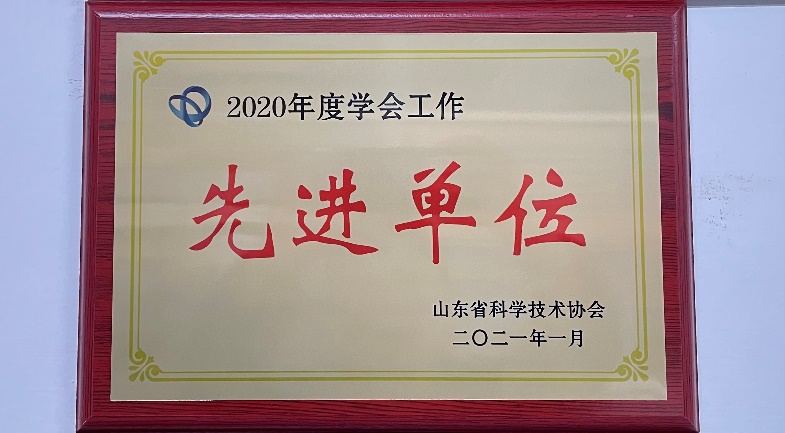 2020年度学会工作
先进单位
山东省科学技术协会
二〇二一年一月